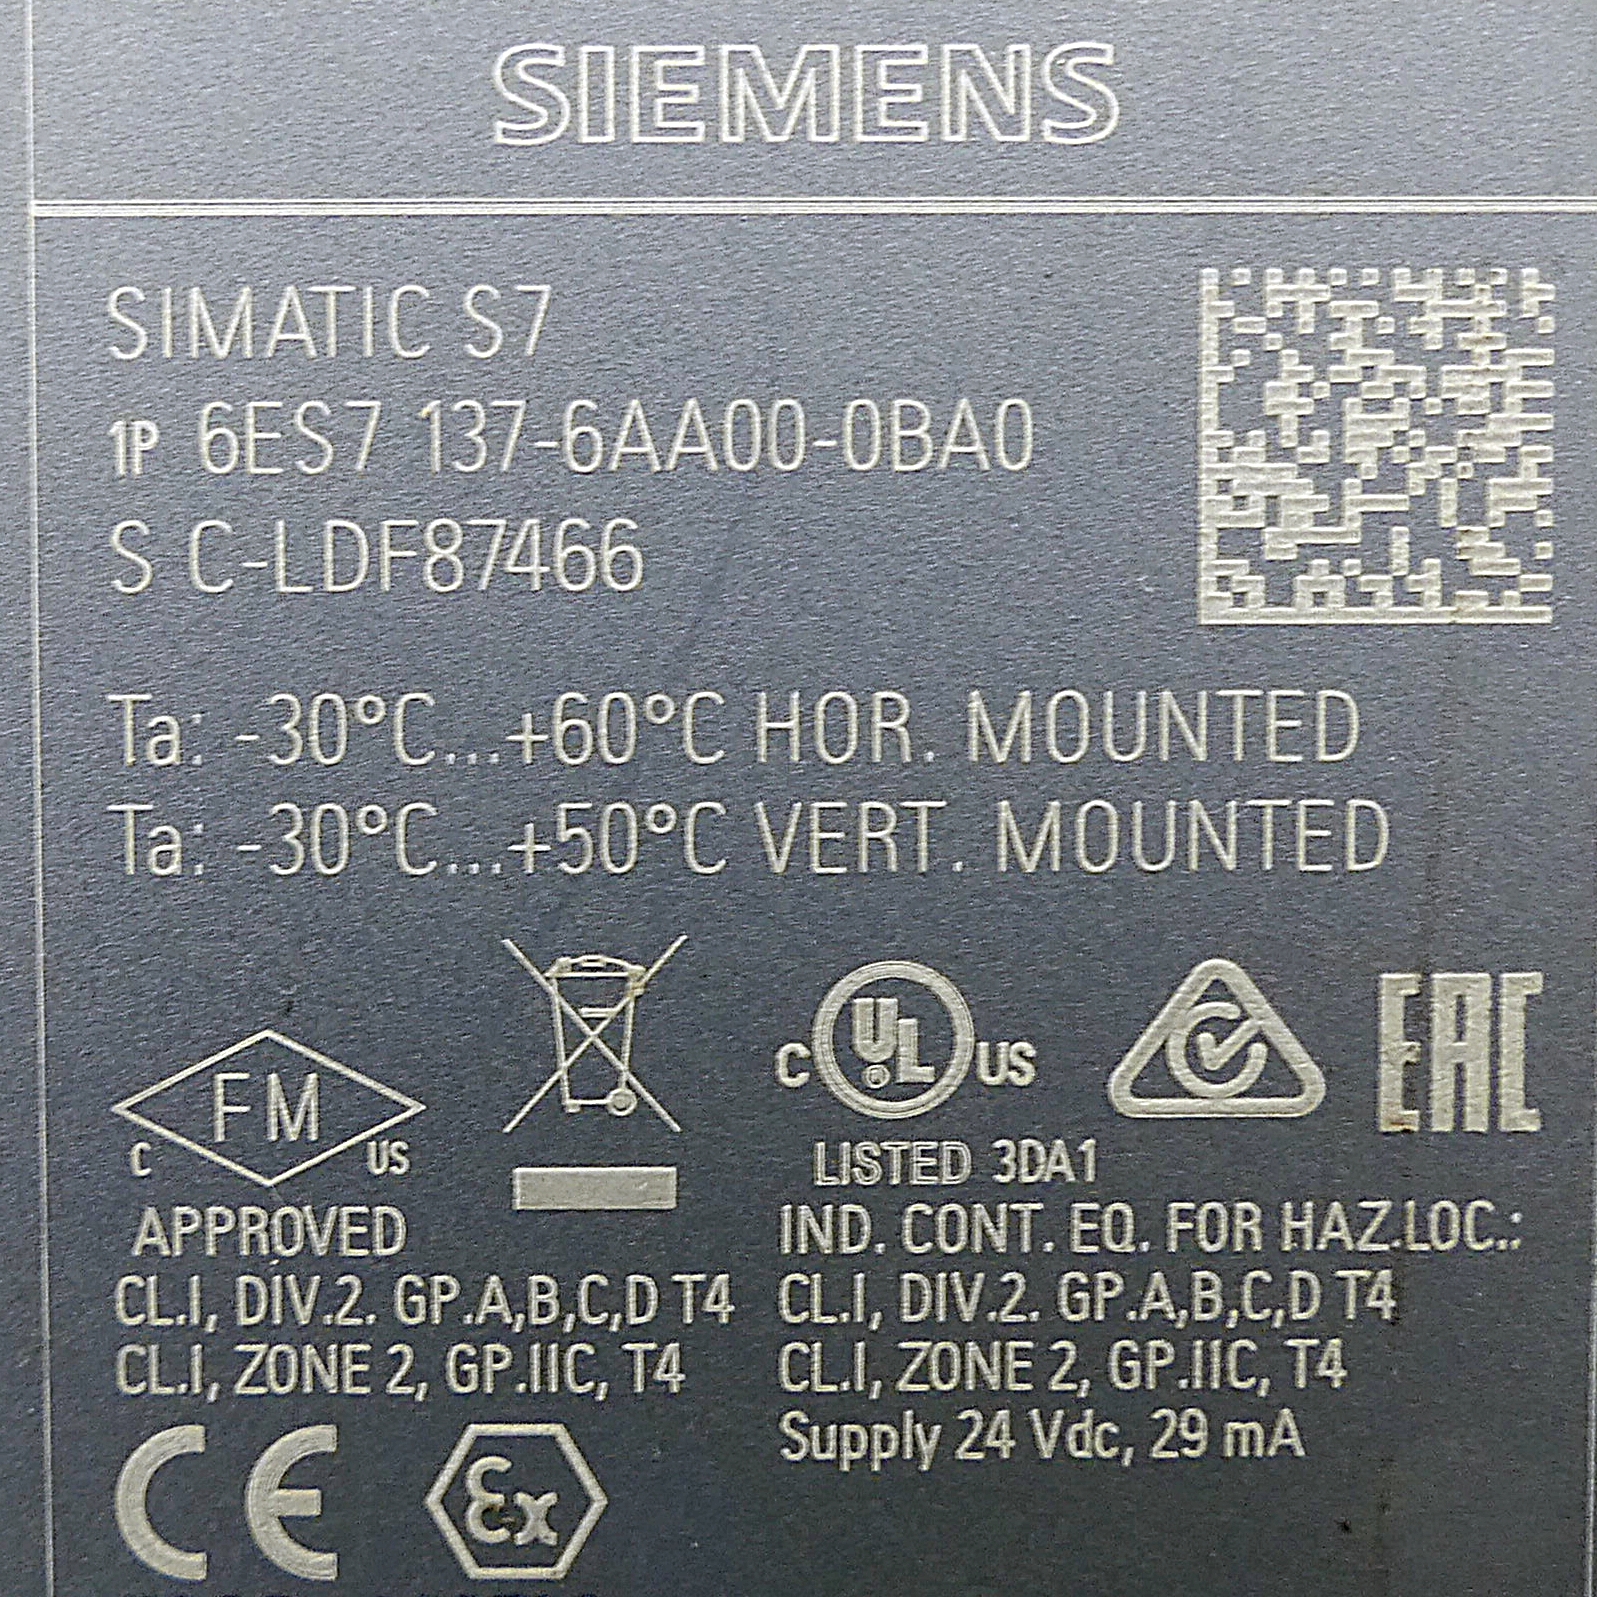 SIEMENS
SIMATIC S7
1P 6ES7 137-6AA00-0BA0
S C-LDF87466
Ta: -30°C...+60°C HOR. MOUNTED
Ta: -30°C...+50°C VERT. MOUNTED
FM
C US
APPROVED
CL.I, DIV.2. GP.A,B,C,D T4
CL.I, ZONE 2, GP.IIC, T4
C UL ® US
LISTED 3DA1
IND. CONT. EQ. FOR HAZ.LOC.:
CL.I, DIV.2. GP.A,B,C,D T4
CL.I, ZONE 2, GP.IIC, T4
Supply 24 Vdc, 29 mA
EAC
CE
Ex